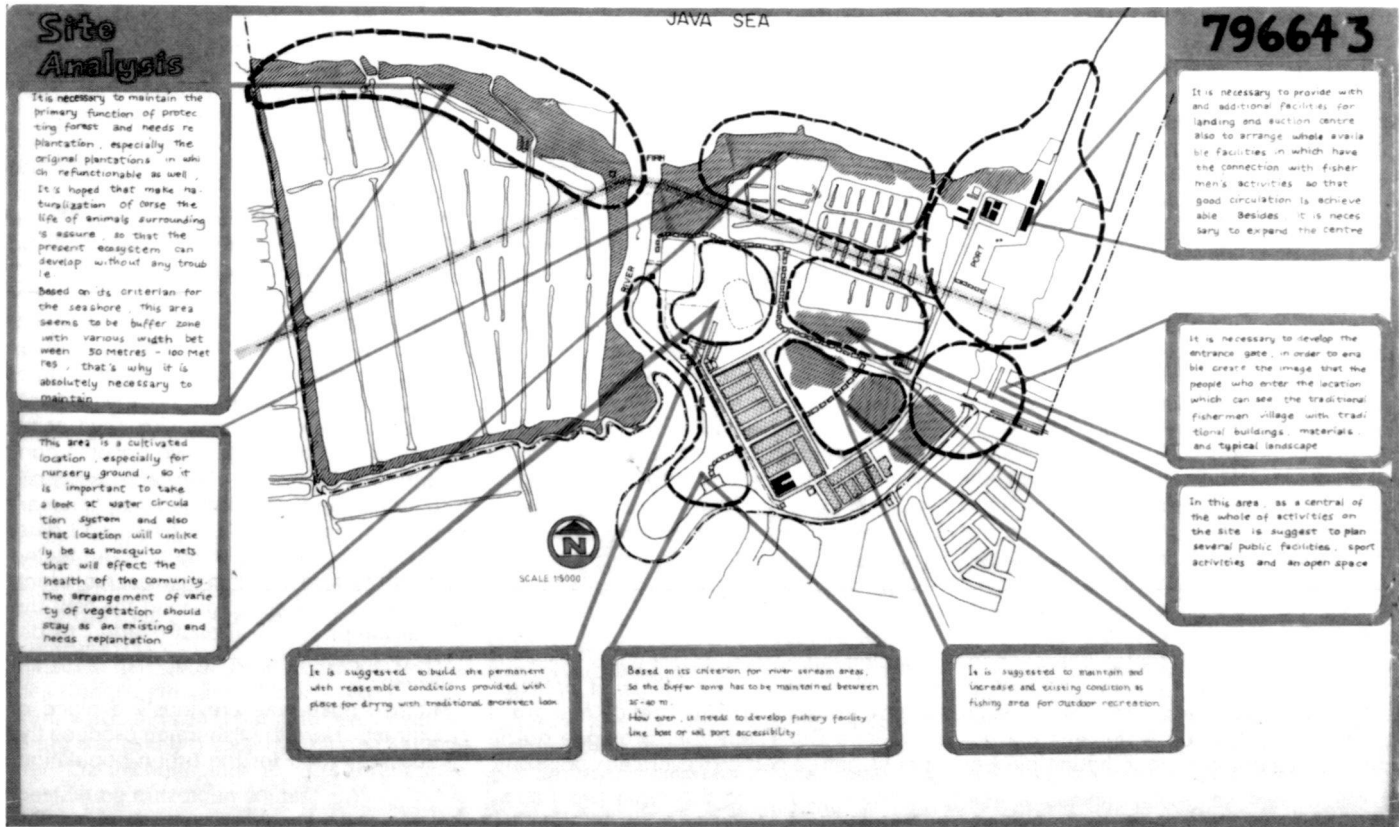 Site
Analysis
JAVA SEA
796643
It is necessary to maintain the
primary function of protec
ting forest and needs re
plantation, especially the
original plantations in whi
ch refunctionable as well.
It is hoped that make na-
turalization of corse the
life of animals surrounding
is assure, so that the
present ecosystem can
develop without any troub
le
Based on its criterian for
the seashore, this area
seems to be buffer zone
with various width bet
ween 50 Metres - 100 Met
res, that's why it is
absolutely necessary to
maintain
This area is a cultivated
location, especially for
nursery ground, so it
is important to take
a look at water circula
tion system and also
that location will unlike
ly be as mosquito nets
that will effect the
health of the comunity.
The arrangement of varie
ty of vegetation should
stay as an existing and
needs replantation
FISH
RIVER
PORT
N
SCALE 1:5000
It is necessary to provide with
and additional facilities for
landing and auction centre
also to arrange whole availa
ble facilities in which have
the connection with fisher
men's activities so that
good circulation is achieve
able Besides it is neces
sary to expand the centre
It is necessary to develop the
entrance gate, in order to ena
ble create the image that the
people who enter the location
which can see the traditional
fishermen village with tradi
tional buildings, materials,
and typical landscape
In this area, as a central of
the whole of activities on
the site is suggest to plan
several public facilities, sport
activities and an open space
It is suggested to build the permanent
with reasemble conditions provided with
place for dryng with traditional architect look
Based on its criterion for river stream areas,
so the buffer zone has to be maintained between
How ever, it needs to develop fishery facility
like boat or sail port accessibility
It is suggested to maintain and
increase and existing condition as
fishing area for outdoor recreation